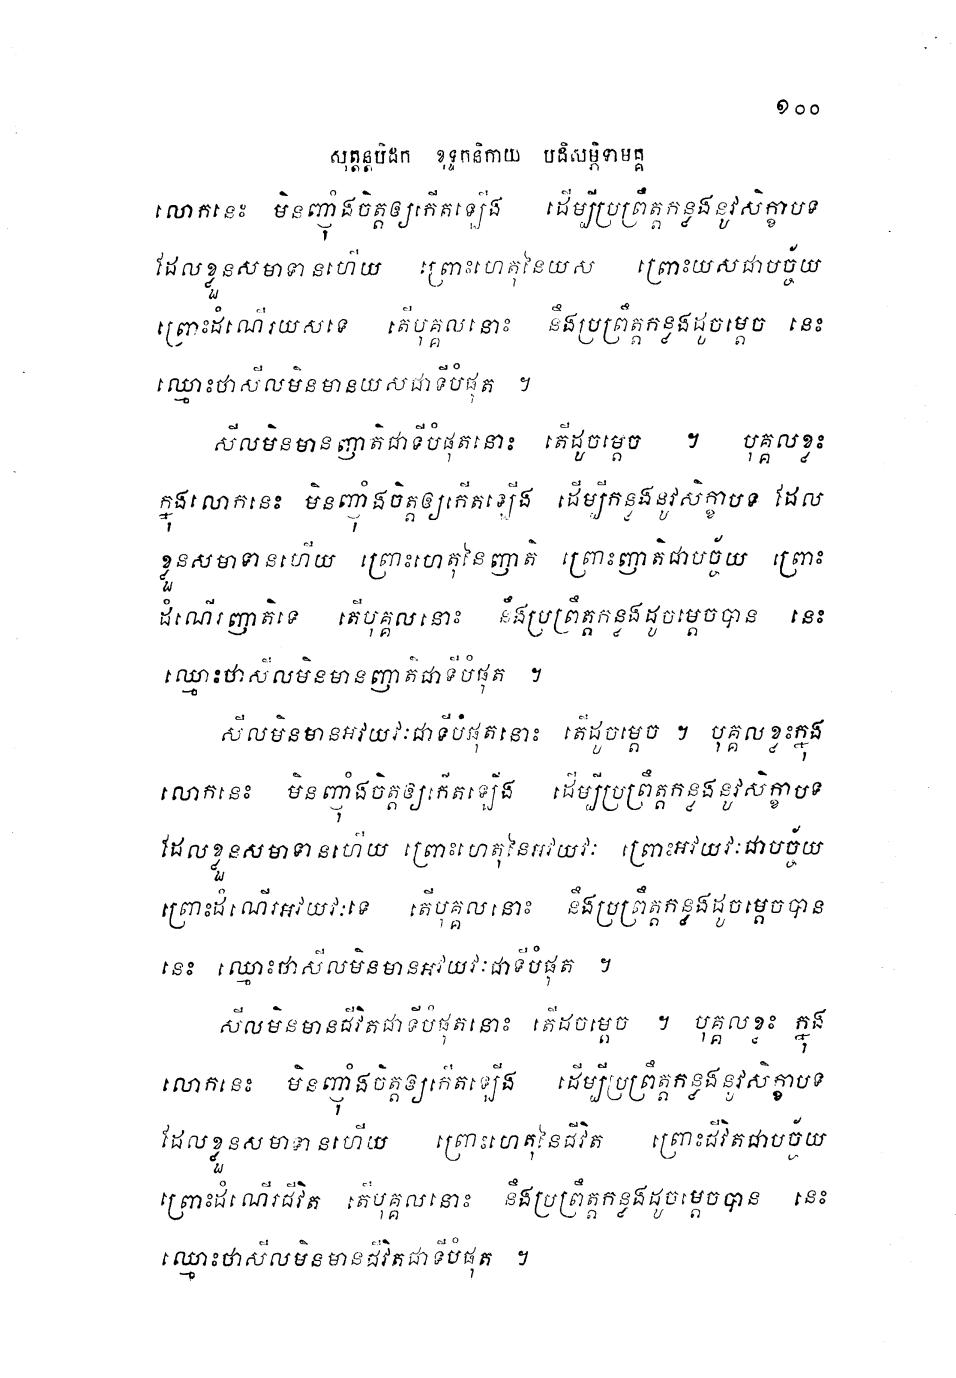 ១០០
សុត្តន្តបិដក ខុទ្ទកនិកាយ បដិសម្ភិទាមគ្គ
លោកនេះ មិនញ៉ាំងចិត្តឲ្យកើតឡើង ដើម្បីប្រព្រឹត្តកន្លងនូវសិក្ខាបទ
ដែលខ្លួនសមាទានហើយ ព្រោះហេតុនៃយស ព្រោះយសជាបច្ច័យ
ព្រោះដំណើរយសទេ តើបុគ្គលនោះ នឹងប្រព្រឹត្តកន្លងដូចម្តេច នេះ
ឈ្មោះថាសីលមិនមានយសជាទីបំផុត ។
សីលមិនមានញាតិជាទីបំផុតនោះ តើដូចម្តេច ។ បុគ្គលខ្លះ
ក្នុងលោកនេះ មិនញ៉ាំងចិត្តឲ្យកើតឡើង ដើម្បីកន្លងនូវសិក្ខាបទ ដែល
ខ្លួនសមាទានហើយ ព្រោះហេតុនៃញាតិ ព្រោះញាតិជាបច្ច័យ ព្រោះ
ដំណើរញាតិទេ តើបុគ្គលនោះ នឹងប្រព្រឹត្តកន្លងដូចម្តេចបាន នេះ
ឈ្មោះថាសីលមិនមានញាតិជាទីបំផុត ។
សីលមិនមានអវយវៈជាទីបំផុតនោះ តើដូចម្តេច ។ បុគ្គលខ្លះក្នុង
លោកនេះ មិនញ៉ាំងចិត្តឲ្យកើតឡើង ដើម្បីប្រព្រឹត្តកន្លងនូវសិក្ខាបទ
ដែលខ្លួនសមាទានហើយ ព្រោះហេតុនៃអវយវៈ ព្រោះអវយវៈជាបច្ច័យ
ព្រោះដំណើរអវយវៈទេ តើបុគ្គលនោះ នឹងប្រព្រឹត្តកន្លងដូចម្តេចបាន
នេះ ឈ្មោះថាសីលមិនមានអវយវៈជាទីបំផុត ។
សីលមិនមានជីវិតជាទីបំផុតនោះ តើដចម្តេច ។ បុគ្គលខ្លះ ក្នុង
លោកនេះ មិនញ៉ាំងចិត្តឲ្យកើតឡើង ដើម្បីប្រព្រឹត្តកន្លងនូវសិក្ខាបទ
ដែលខ្លួនសមាទានហើយ ព្រោះហេតុនៃជីវិត ព្រោះជីវិតជាបច្ច័យ
ព្រោះដំណើរជីវិត តើបុគ្គលនោះ នឹងប្រព្រឹត្តកន្លងដូចម្តេចបាន នេះ
ឈ្មោះថាសីលមិនមានជីវិតជាទីបំផុត ។